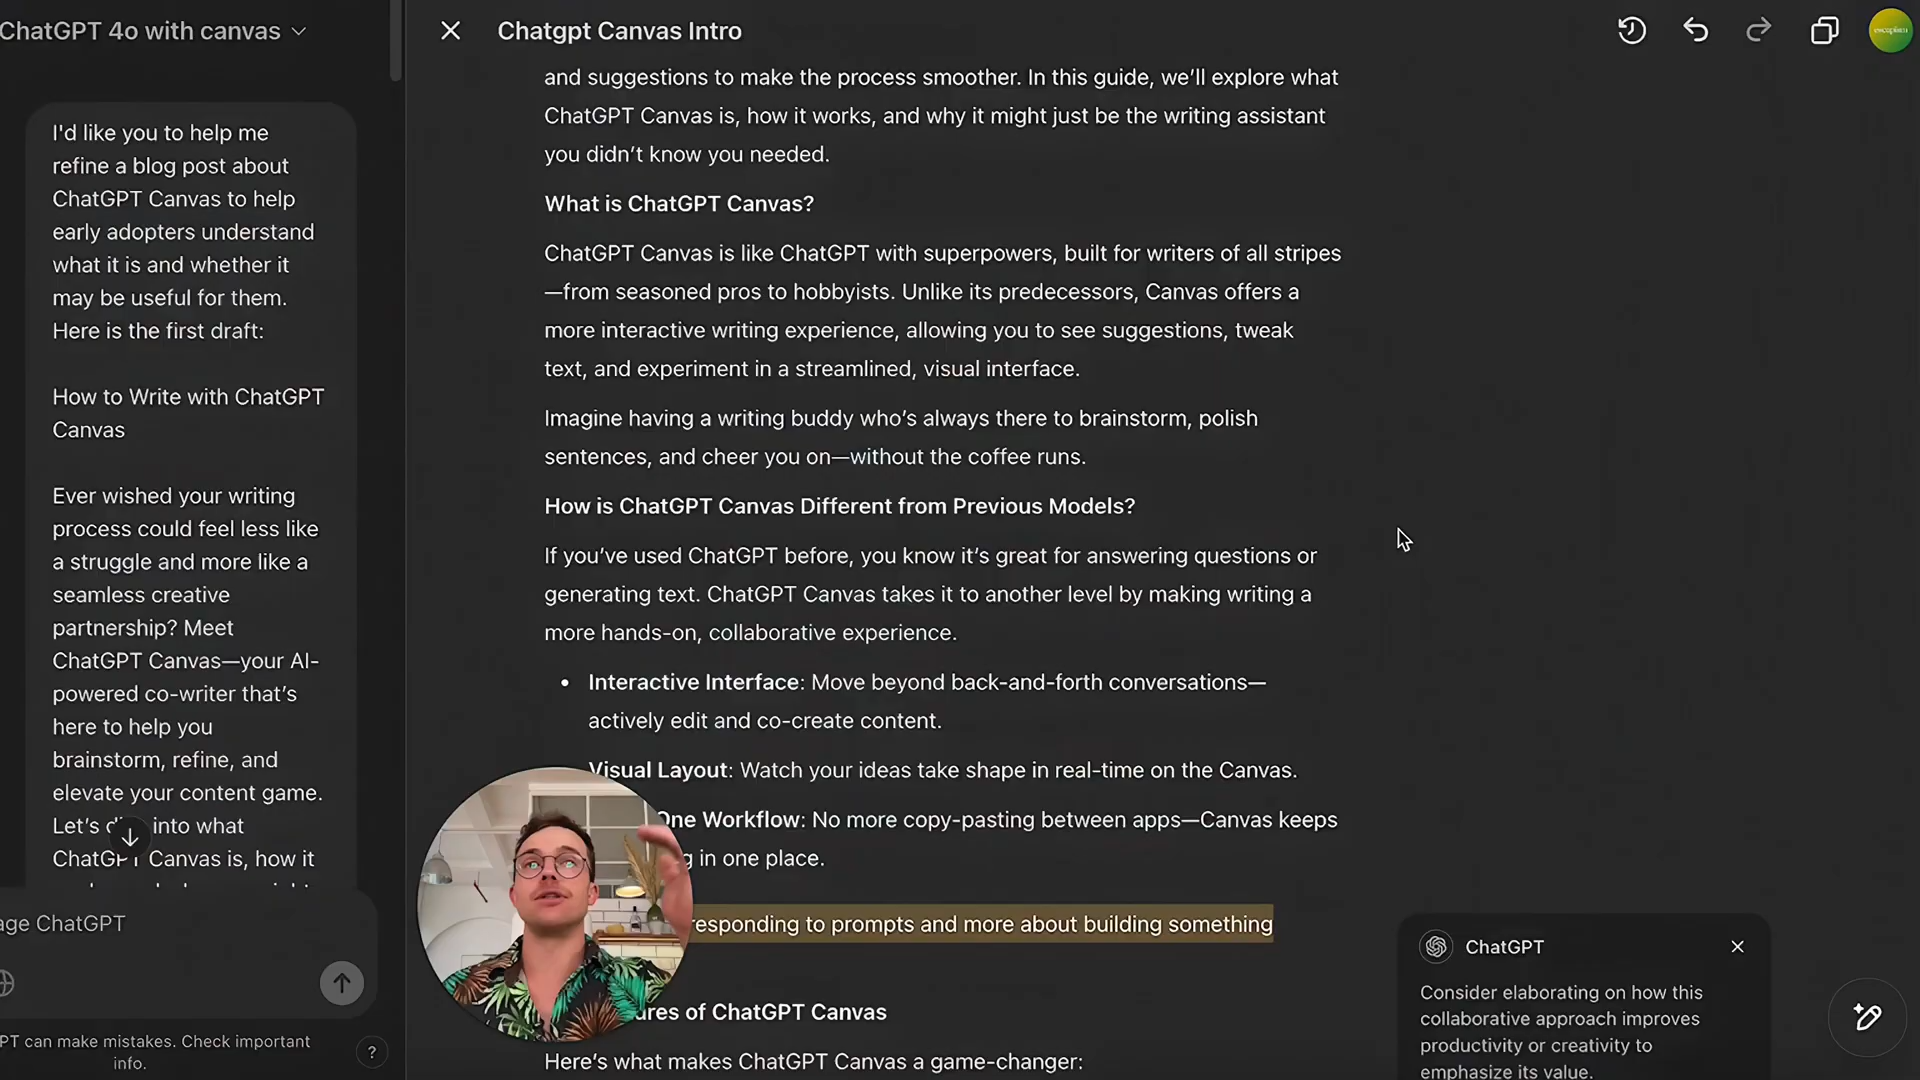 ChatGPT 4o with canvas
I'd like you to help me
refine a blog post about
ChatGPT Canvas to help
early adopters understand
what it is and whether it
may be useful for them.
Here is the first draft:
How to Write with ChatGPT
Canvas
Ever wished your writing
process could feel less like
a struggle and more like a
seamless creative
partnership? Meet
ChatGPT Canvas—your AI-
powered co-writer that's
here to help you
brainstorm, refine, and
elevate your content game.
Let's into what
ChatGPT Canvas is, how it
age ChatGPT
PT can make mistakes. Check important
info.
?
Chatgpt Canvas Intro
and suggestions to make the process smoother. In this guide, we’ll explore what
ChatGPT Canvas is, how it works, and why it might just be the writing assistant
you didn’t know you needed.
What is ChatGPT Canvas?
ChatGPT Canvas is like ChatGPT with superpowers, built for writers of all stripes
—from seasoned pros to hobbyists. Unlike its predecessors, Canvas offers a
more interactive writing experience, allowing you to see suggestions, tweak
text, and experiment in a streamlined, visual interface.
Imagine having a writing buddy who’s always there to brainstorm, polish
sentences, and cheer you on—without the coffee runs.
How is ChatGPT Canvas Different from Previous Models?
If you’ve used ChatGPT before, you know it’s great for answering questions or
generating text. ChatGPT Canvas takes it to another level by making writing a
more hands-on, collaborative experience.
• Interactive Interface: Move beyond back-and-forth conversations—
actively edit and co-create content.
Visual Layout: Watch your ideas take shape in real-time on the Canvas.
One Workflow: No more copy-pasting between apps—Canvas keeps
g in one place.
responding to prompts and more about building something
ures of ChatGPT Canvas
Here’s what makes ChatGPT Canvas a game-changer:
ChatGPT
Consider elaborating on how this
collaborative approach improves
productivity or creativity to
emphasize its value.